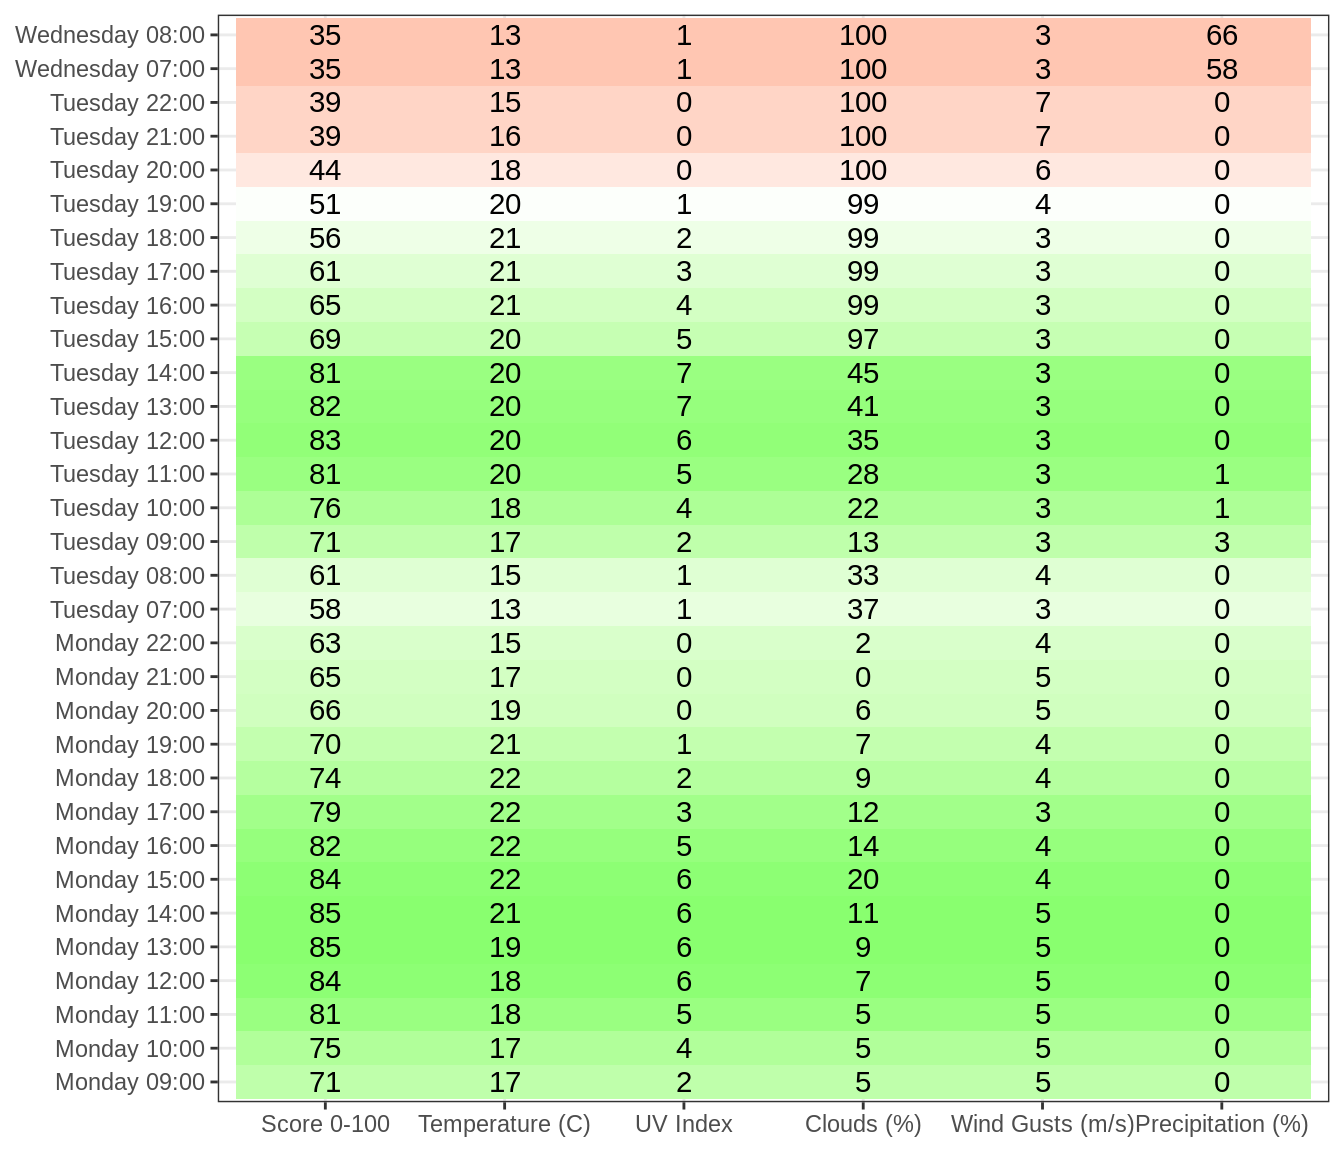 Wednesday 08:00 35 13 1 100 3 66
Wednesday 07:00 35 13 1 100 3 58
Tuesday 22:00 39 15 0 100 7 0
Tuesday 21:00 39 16 0 100 7 0
Tuesday 20:00 44 18 0 100 6 0
Tuesday 19:00 51 20 1 99 4 0
Tuesday 18:00 56 21 2 99 3 0
Tuesday 17:00 61 21 3 99 3 0
Tuesday 16:00 65 21 4 99 3 0
Tuesday 15:00 69 20 5 97 3 0
Tuesday 14:00 81 20 7 45 3 0
Tuesday 13:00 82 20 7 41 3 0
Tuesday 12:00 83 20 6 35 3 0
Tuesday 11:00 81 20 5 28 3 1
Tuesday 10:00 76 18 4 22 3 1
Tuesday 09:00 71 17 2 13 3 3
Tuesday 08:00 61 15 1 33 4 0
Tuesday 07:00 58 13 1 37 3 0
Monday 22:00 63 15 0 2 4 0
Monday 21:00 65 17 0 0 5 0
Monday 20:00 66 19 0 6 5 0
Monday 19:00 70 21 1 7 4 0
Monday 18:00 74 22 2 9 4 0
Monday 17:00 79 22 3 12 3 0
Monday 16:00 82 22 5 14 4 0
Monday 15:00 84 22 6 20 4 0
Monday 14:00 85 21 6 11 5 0
Monday 13:00 85 19 6 9 5 0
Monday 12:00 84 18 6 7 5 0
Monday 11:00 81 18 5 5 5 0
Monday 10:00 75 17 4 5 5 0
Monday 09:00 71 17 2 5 5 0
Score 0-100 Temperature (C) UV Index Clouds (%) Wind Gusts (m/s) Precipitation (%)